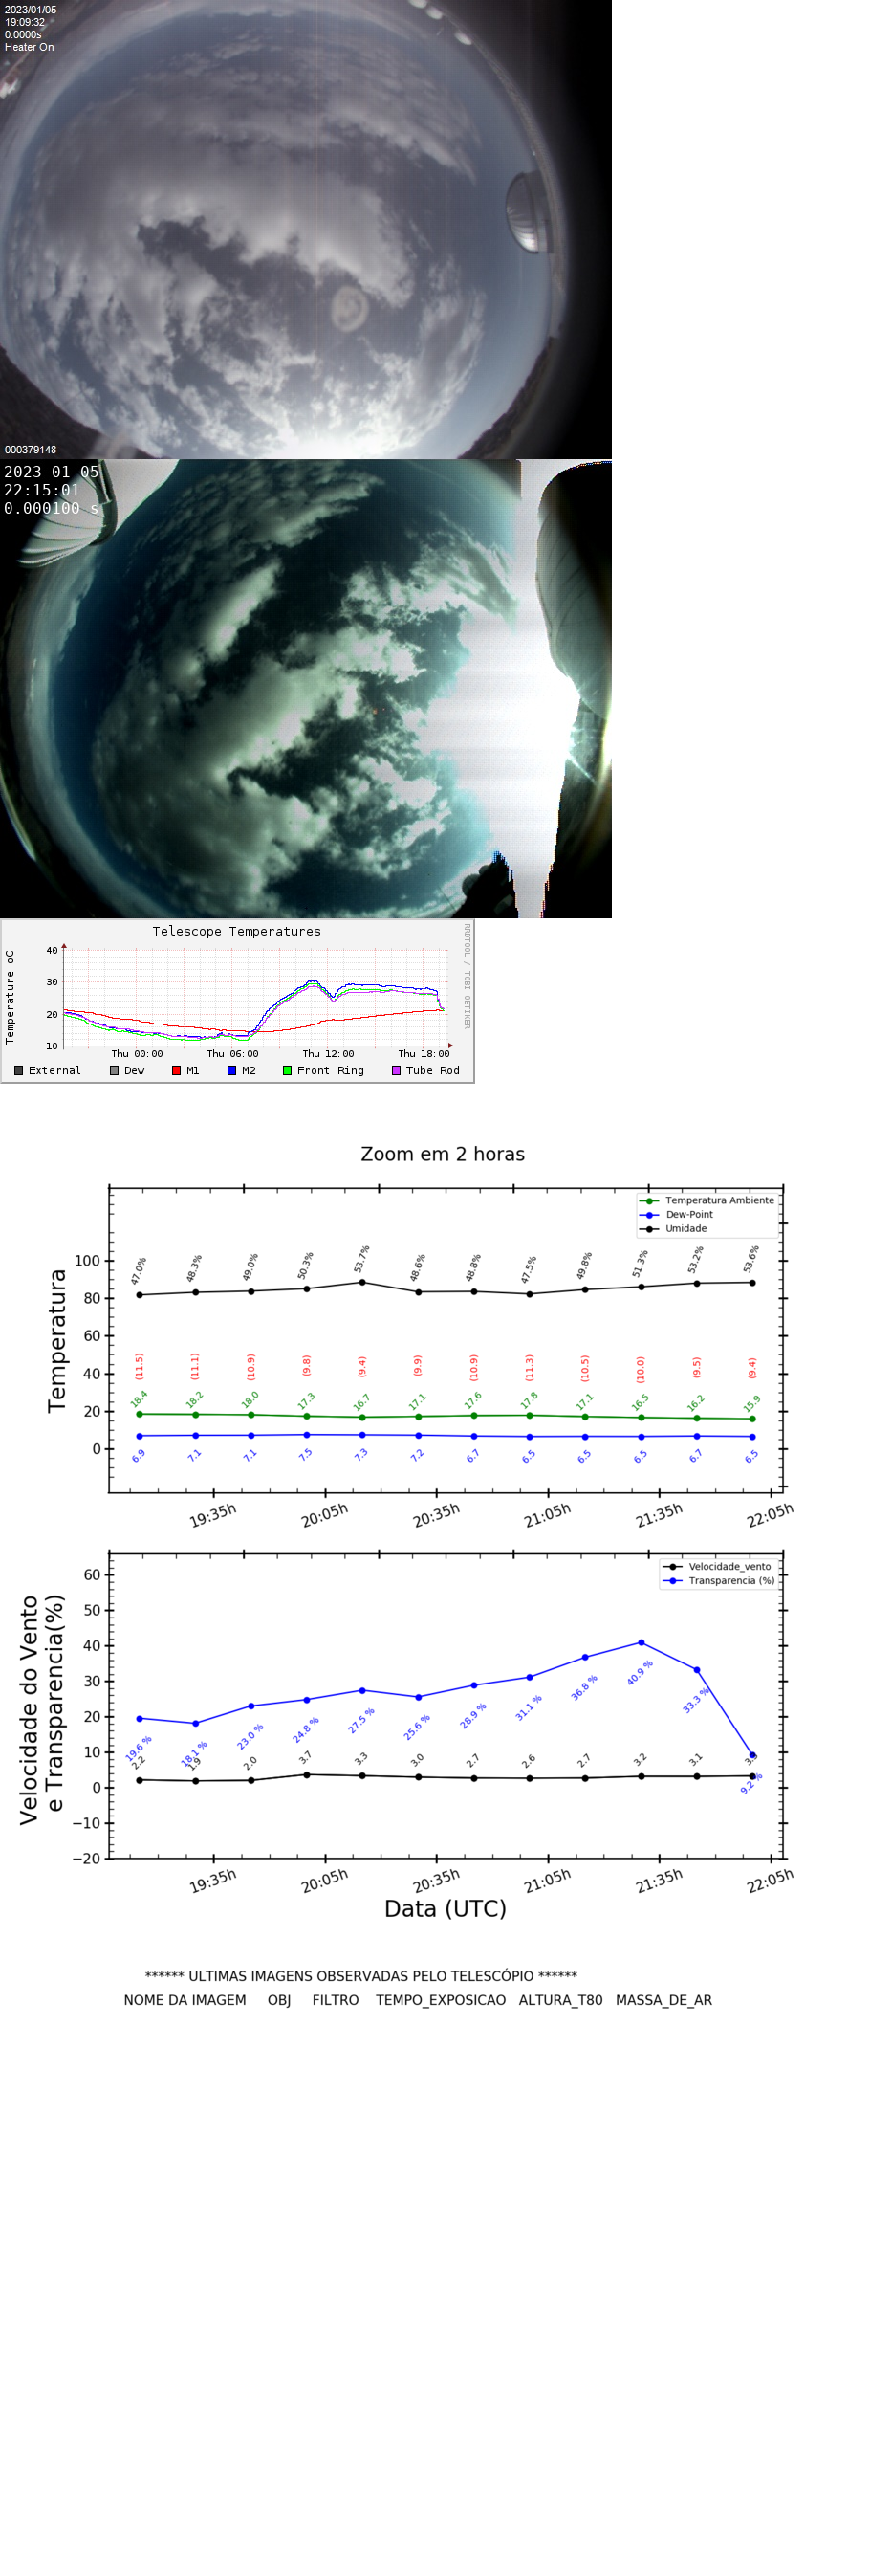 2023/01/05
19:09:32
0.0000s
Heater On
000379148
2023-01-05
22:15:01
0.000100 s
Telescope Temperatures
RRDTOOL / TOBI OETIKER
Temperature oC
40
30
20
10
Thu 00:00 Thu 06:00 Thu 12:00 Thu 18:00
External Dew M1 M2 Front Ring Tube Rod
Zoom em 2 horas
Temperatura Ambiente
Dew-Point
Umidade
Temperatura
100
80
60
40
20
0
47.0% 48.3% 49.0% 50.3% 53.7% 48.6% 48.8% 47.5% 49.8% 51.3% 53.2% 53.6%
(11.5) (11.1) (10.9) (9.8) (9.4) (9.9) (10.9) (11.3) (10.5) (10.0) (9.5) (9.4)
18.4 18.2 18.0 17.3 16.7 17.1 17.6 17.8 17.1 16.5 16.2 15.9
6.9 7.1 7.1 7.5 7.3 7.2 6.7 6.5 6.5 6.5 6.7 6.5
19:35h 20:05h 20:35h 21:05h 21:35h 22:05h
Velocidade_vento
Transparencia (%)
Velocidade do Vento
e Transparencia(%)
60
50
40
30
20
10
0
−10
−20
19.6 % 18.1 % 23.0 % 24.8 % 27.5 % 25.6 % 28.9 % 31.1 % 36.8 % 40.9 % 33.3 % 9.2 %
2.2 1.9 2.0 3.7 3.3 3.0 2.7 2.6 2.7 3.2 3.1
19:35h 20:05h 20:35h 21:05h 21:35h 22:05h
Data (UTC)
****** ULTIMAS IMAGENS OBSERVADAS PELO TELESCÓPIO ******
NOME DA IMAGEM OBJ FILTRO TEMPO_EXPOSICAO ALTURA_T80 MASSA_DE_AR